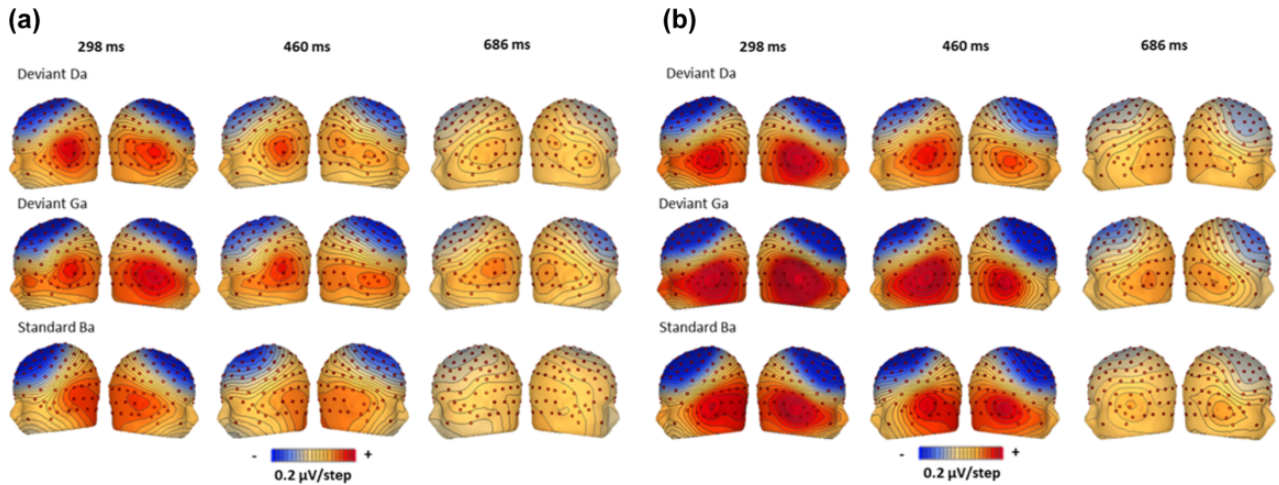 (a)
298 ms 460 ms 686 ms
Deviant Da
Deviant Ga
Standard Ba
- +
0.2 µV/step
(b)
298 ms 460 ms 686 ms
Deviant Da
Deviant Ga
Standard Ba
- +
0.2 µV/step